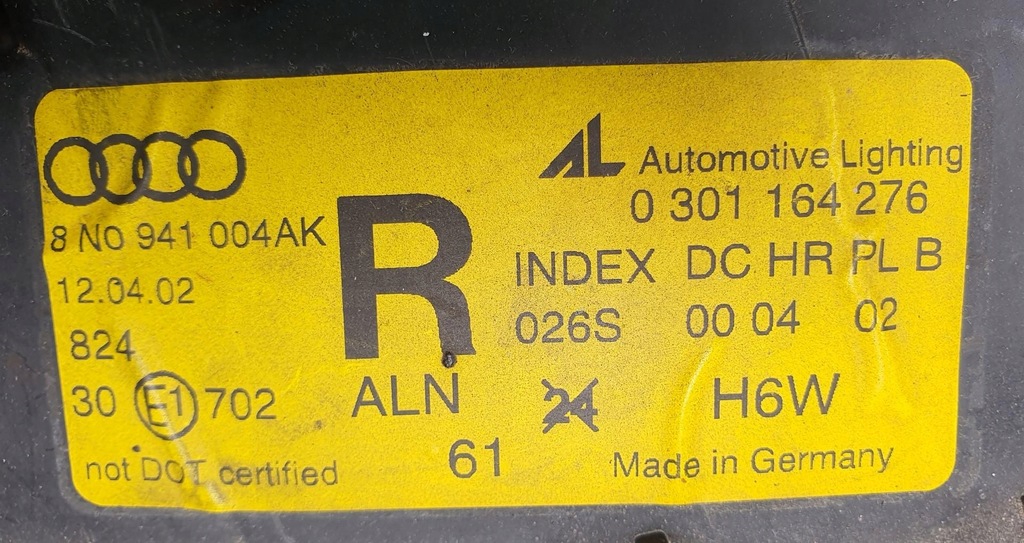 AL Automotive Lighting
0 301 164 276
8 N0 941 004AK
R
INDEX DC HR PL B
12.04.02
026S 00 04 02
824
30 E1 702
ALN 24 H6W
not DOT certified
61
Made in Germany